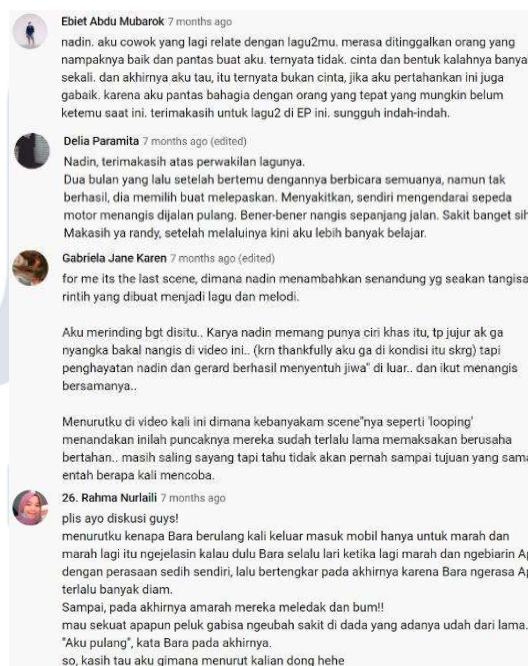 Ebiet Abdu Mubarok 7 months ago
nadin. aku cowok yang lagi relate dengan lagu2mu. merasa ditinggalkan orang yang
nampaknya baik dan pantas buat aku. ternyata tidak. cinta dan bentuk kalahnya banya
sekali. dan akhirnya aku tau, itu ternyata bukan cinta, jika aku pertahankan ini juga
gabaik. karena aku pantas bahagia dengan orang yang tepat yang mungkin belum
ketemu saat ini. terimakasih untuk lagu2 di EP ini. sungguh indah-indah.
Delia Paramita 7 months ago (edited)
Nadin, terimakasih atas perwakilan lagunya.
Dua bulan yang lalu setelah bertemu dengannya berbicara semuanya, namun tak
berhasil, dia memilih buat melepaskan. Menyakitkan, sendiri mengendarai sepeda
motor menangis dijalan pulang. Bener-bener nangis sepanjang jalan. Sakit banget sih
Makasih ya randy, setelah melaluinya kini aku lebih banyak belajar.
Gabriela Jane Karen 7 months ago (edited)
for me its the last scene, dimana nadin menambahkan senandung yg seakan tangisa
rintih yang dibuat menjadi lagu dan melodi.
Aku merinding bgt disitu.. Karya nadin memang punya ciri khas itu, tp jujur ak ga
nyangka bakal nangis di video ini.. (krn thankfully aku ga di kondisi itu skrg) tapi
penghayatan nadin dan gerard berhasil menyentuh jiwa" di luar.. dan ikut menangis
bersamanya..
Menurutku di video kali ini dimana kebanyakam scene"nya seperti 'looping'
menandakan inilah puncaknya mereka sudah terlalu lama memaksakan berusaha
bertahan.. masih saling sayang tapi tahu tidak akan pernah sampai tujuan yang sama
entah berapa kali mencoba.
26. Rahma Nurlaili 7 months ago
plis ayo diskusi guys!
menurutku kenapa Bara berulang kali keluar masuk mobil hanya untuk marah dan
marah lagi itu ngejelasin kalau dulu Bara selalu lari ketika lagi marah dan ngebiarin Ap
dengan perasaan sedih sendiri, lalu bertengkar pada akhirnya karena Bara ngerasa Ap
terlalu banyak diam.
Sampai, pada akhirnya amarah mereka meledak dan bum!!
mau sekuat apapun peluk gabisa ngeubah sakit di dada yang adanya udah dari lama.
"Aku pulang", kata Bara pada akhirnya.
so, kasih tau aku gimana menurut kalian dong hehe